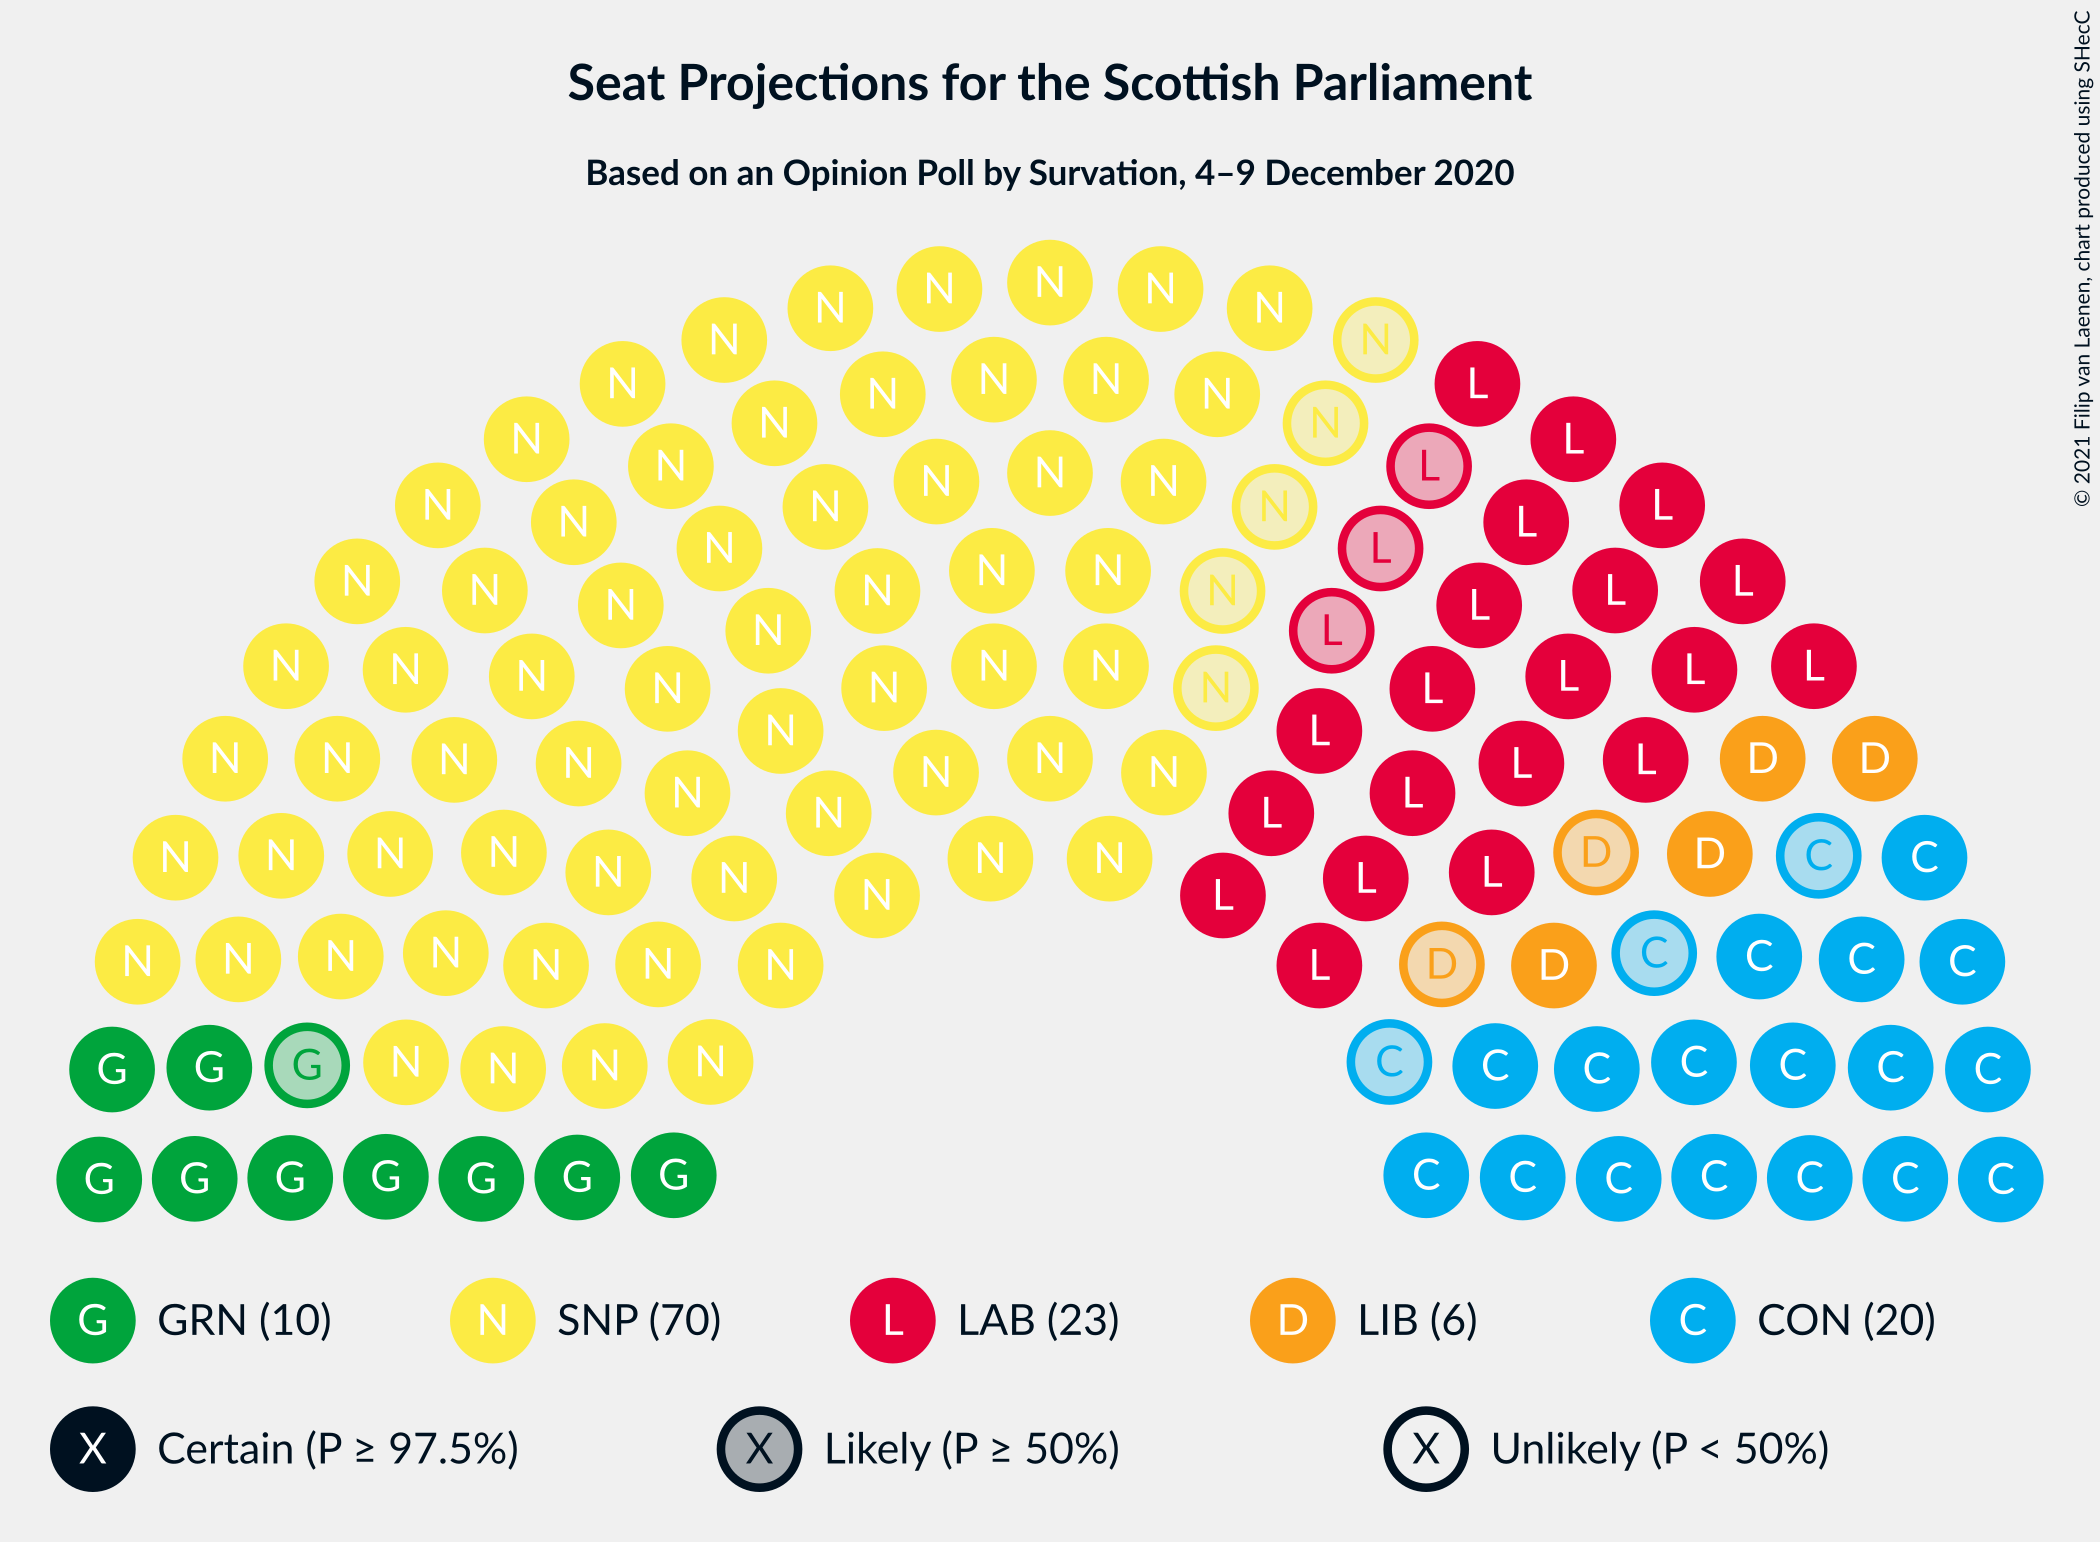 Seat Projections for the Scottish Parliament
Based on an Opinion Poll by Survation, 4–9 December 2020
© 2021 Filip van Laenen, chart produced using SHecC
N N N N N
N N
N N N N N L
N N N L
N N N N L
N N N N L L
N L
N N N N N N N L L L
N L
N N N N N N N N L L L L
N L
N N N N N N N N L L L D D
N L
N N N N N N N N N L L L D D C C
N N N N N N N L D D C C C C
G G G N N N N C C C C C C C
G G G G G G G C C C C C C C
G GRN (10) N SNP (70) L LAB (23) D LIB (6) C CON (20)
X Certain (P ≥ 97.5%) X Likely (P ≥ 50%) X Unlikely (P < 50%)